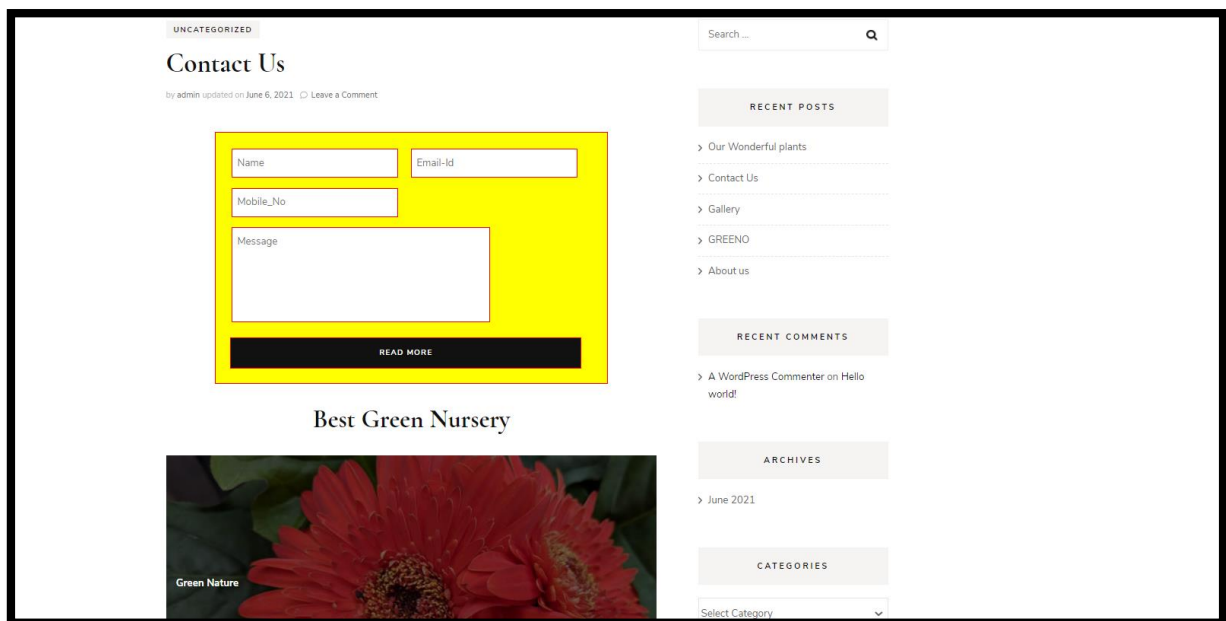 UNCATEGORIZED
Contact Us
by admin updated on June 6, 2021 Leave a Comment
Name
Email-Id
Mobile_No
Message
READ MORE
Best Green Nursery
Green Nature
Search ...
RECENT POSTS
Our Wonderful plants
Contact Us
Gallery
GREENO
About us
RECENT COMMENTS
A WordPress Commenter on Hello
world!
ARCHIVES
June 2021
CATEGORIES
Select Category